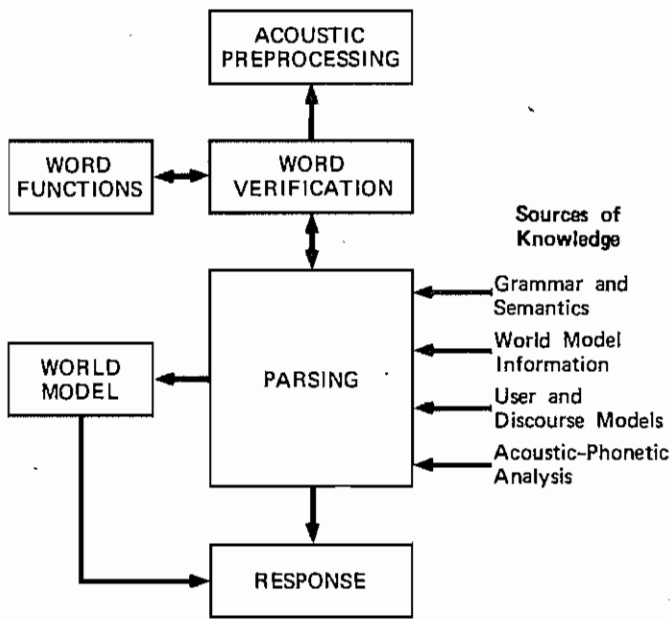 ACOUSTIC
PREPROCESSING
WORD
FUNCTIONS
WORD
VERIFICATION
Sources of
Knowledge
Grammar and
Semantics
World Model
Information
User and
Discourse Models
Acoustic-Phonetic
Analysis
WORLD
MODEL
PARSING
RESPONSE